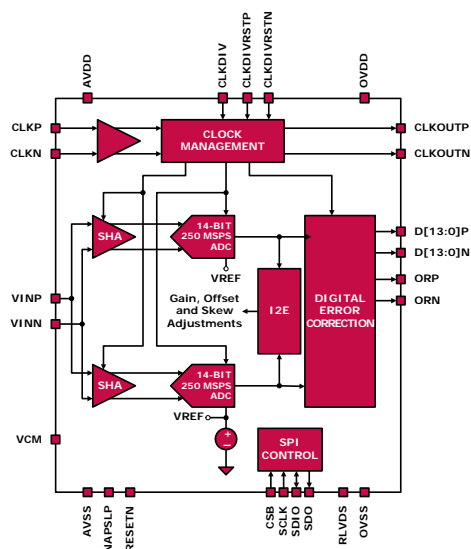 AVDD
CLKDIV
CLKDIVRSTP
CLKDIVRSTN
OVDD
CLKP
CLKN
CLOCK
MANAGEMENT
CLKOUTP
CLKOUTN
SHA
14-BIT
250 MSPS
ADC
VREF
D[13:0]P
D[13:0]N
ORP
ORN
VINP
VINN
Gain, Offset
and Skew
Adjustments
I2E
DIGITAL
ERROR
CORRECTION
SHA
14-BIT
250 MSPS
ADC
VREF
+
–
VCM
SPI
CONTROL
AVSS
NAPSLP
RESETN
CSB
SCLK
SDIO
SDO
RLVDS
OVSS